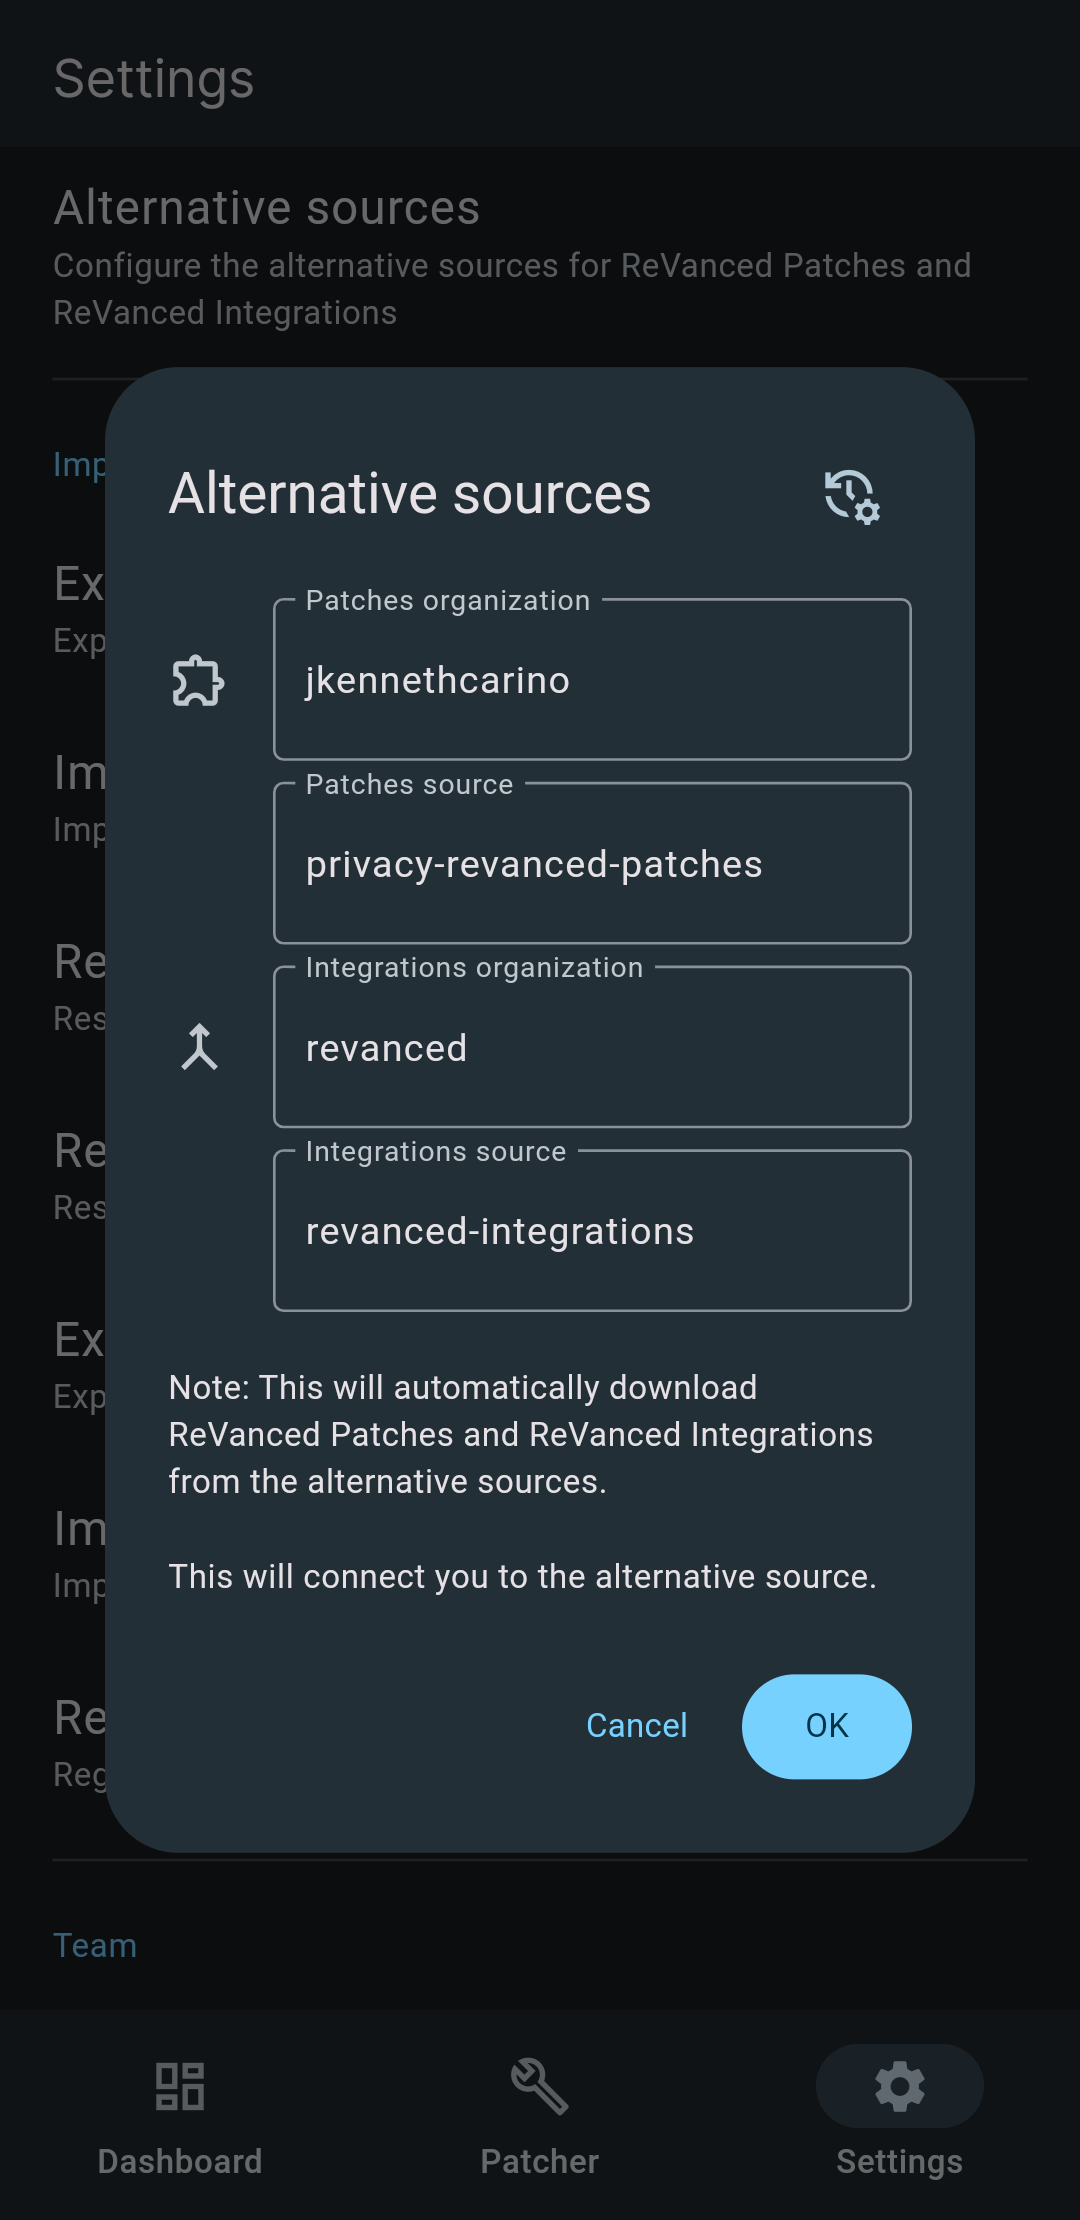 Settings
Alternative sources
Configure the alternative sources for ReVanced Patches and
ReVanced Integrations
Imp
Alternative sources
Ex
Exp
Patches organization
jkennethcarino
Im
Imp
Patches source
privacy-revanced-patches
Re
Res
Integrations organization
revanced
Re
Res
Integrations source
revanced-integrations
Ex
Exp
Note: This will automatically download
ReVanced Patches and ReVanced Integrations
from the alternative sources.
Im
Imp
This will connect you to the alternative source.
Re
Reg
Cancel
OK
Team
Dashboard
Patcher
Settings